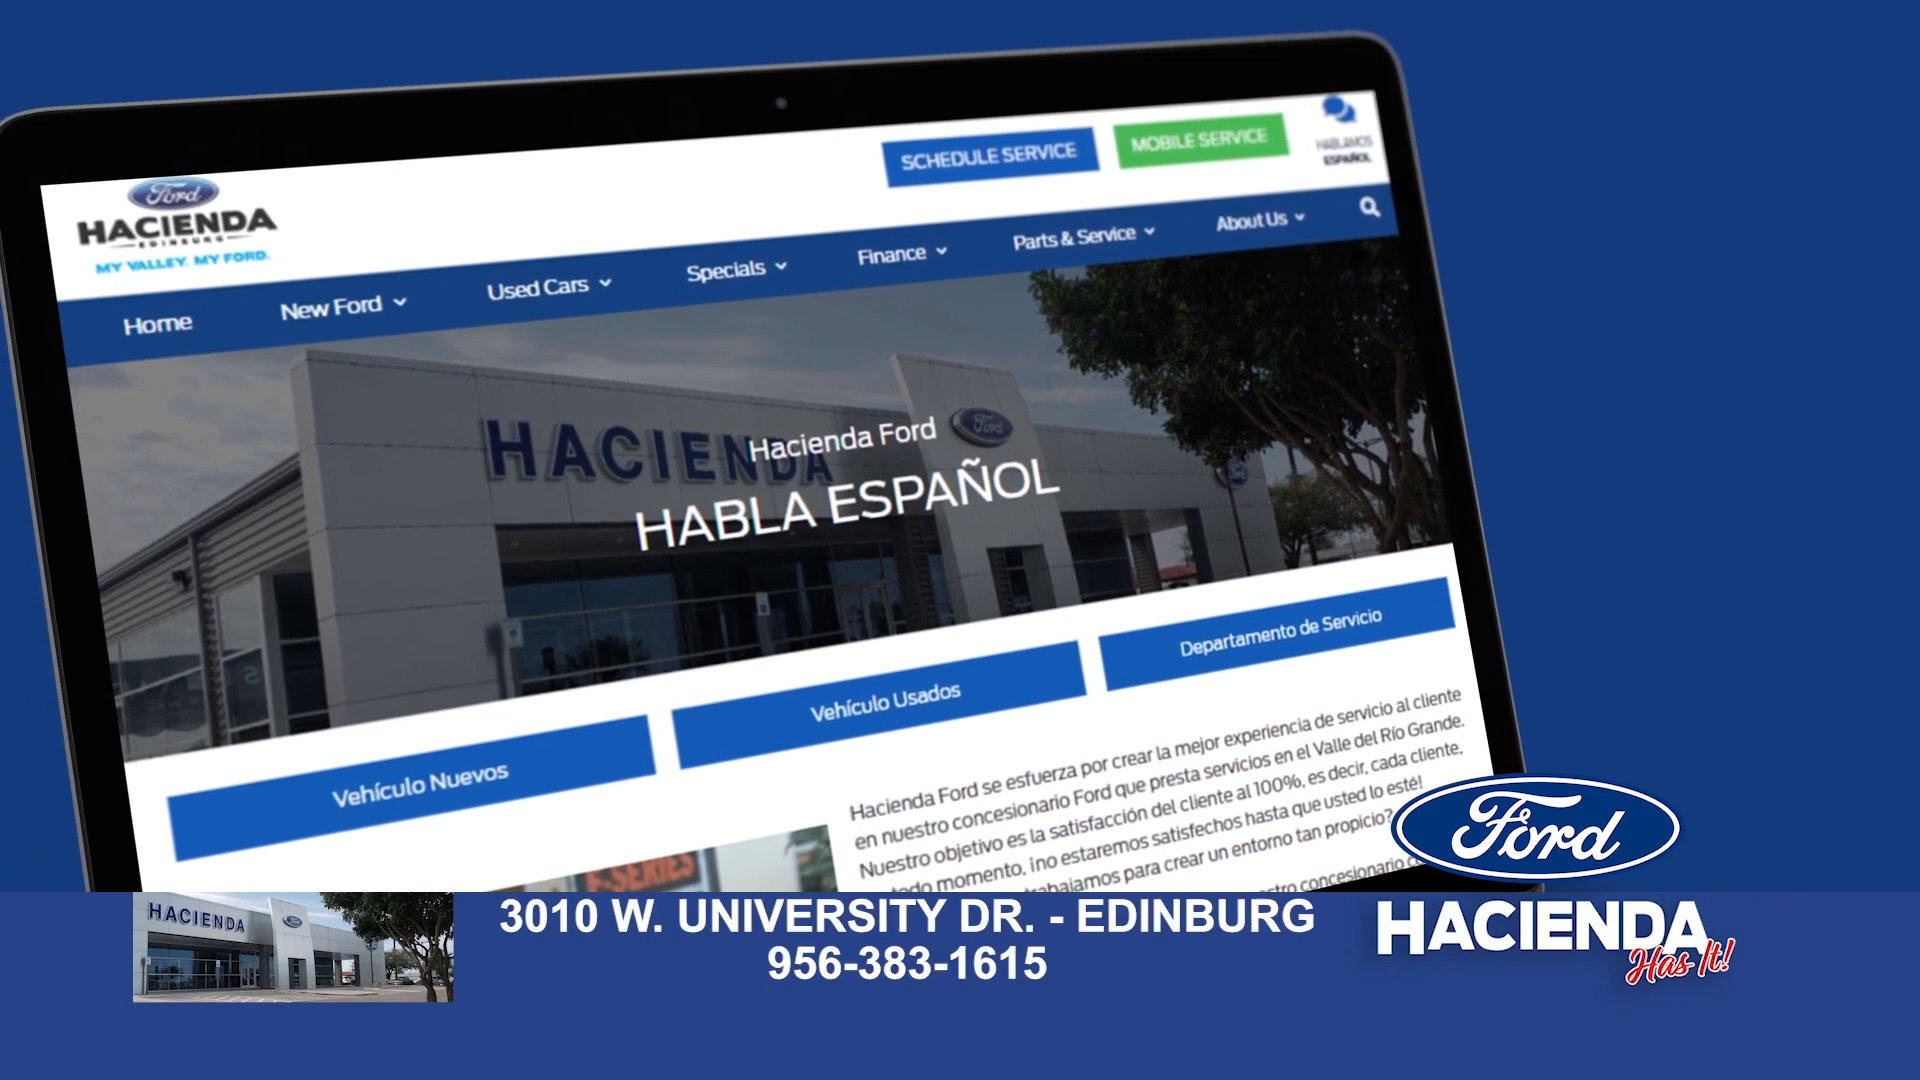 SCHEDULE SERVICE
MOBILE SERVICE
HABLAMOS
ESPAÑOL
Ford
HACIENDA
EDINBURG
MY VALLEY. MY FORD.
Home
New Ford
Used Cars
Specials
Finance
Parts & Service
About Us
HACIENDA
Ford
Hacienda Ford
HABLA ESPAÑOL
Vehículo Nuevos
Vehículo Usados
Departamento de Servicio
Hacienda Ford se esfuerza por crear la mejor experiencia de servicio al cliente
en nuestro concesionario Ford que presta servicios en el Valle del Río Grande.
Nuestro objetivo es la satisfacción del cliente al 100%, es decir, cada cliente,
todo momento, ¡no estaremos satisfechos hasta que usted lo esté!
trabajamos para crear un entorno tan propicio?
concesionario
F-SERIES
HACIENDA
3010 W. UNIVERSITY DR. - EDINBURG
956-383-1615
Ford
HACIENDA
Has It!